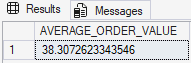 Results Messages
AVERAGE_ORDER_VALUE
1 38.3072623343546